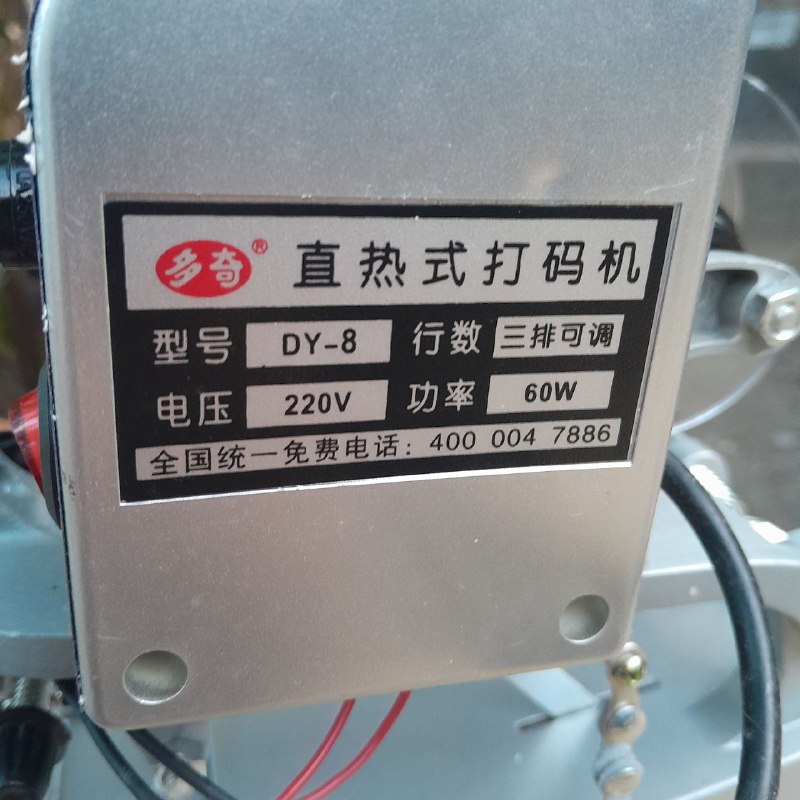 多奇® 直热式打码机
型号 DY-8 行数 三排可调
电压 220V 功率 60W
全国统一免费电话: 400 004 7886